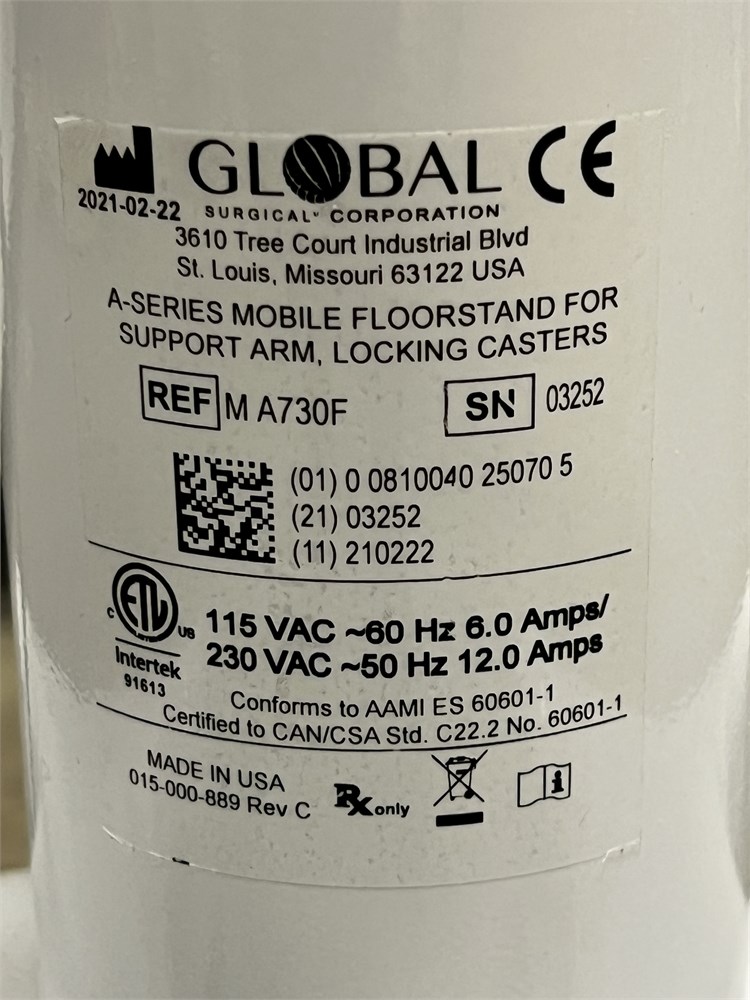 GLOBAL CE
2021-02-22 SURGICAL® CORPORATION
3610 Tree Court Industrial Blvd
St. Louis, Missouri 63122 USA
A-SERIES MOBILE FLOORSTAND FOR
SUPPORT ARM, LOCKING CASTERS
REF M A730F SN 03252
(01) 0 0810040 25070 5
(21) 03252
(11) 210222
C ETL US
Intertek
91613
115 VAC ~60 Hz 6.0 Amps/
230 VAC ~50 Hz 12.0 Amps
Conforms to AAMI ES 60601-1
Certified to CAN/CSA Std. C22.2 No. 60601-1
MADE IN USA
015-000-889 Rev C
Rx only
i